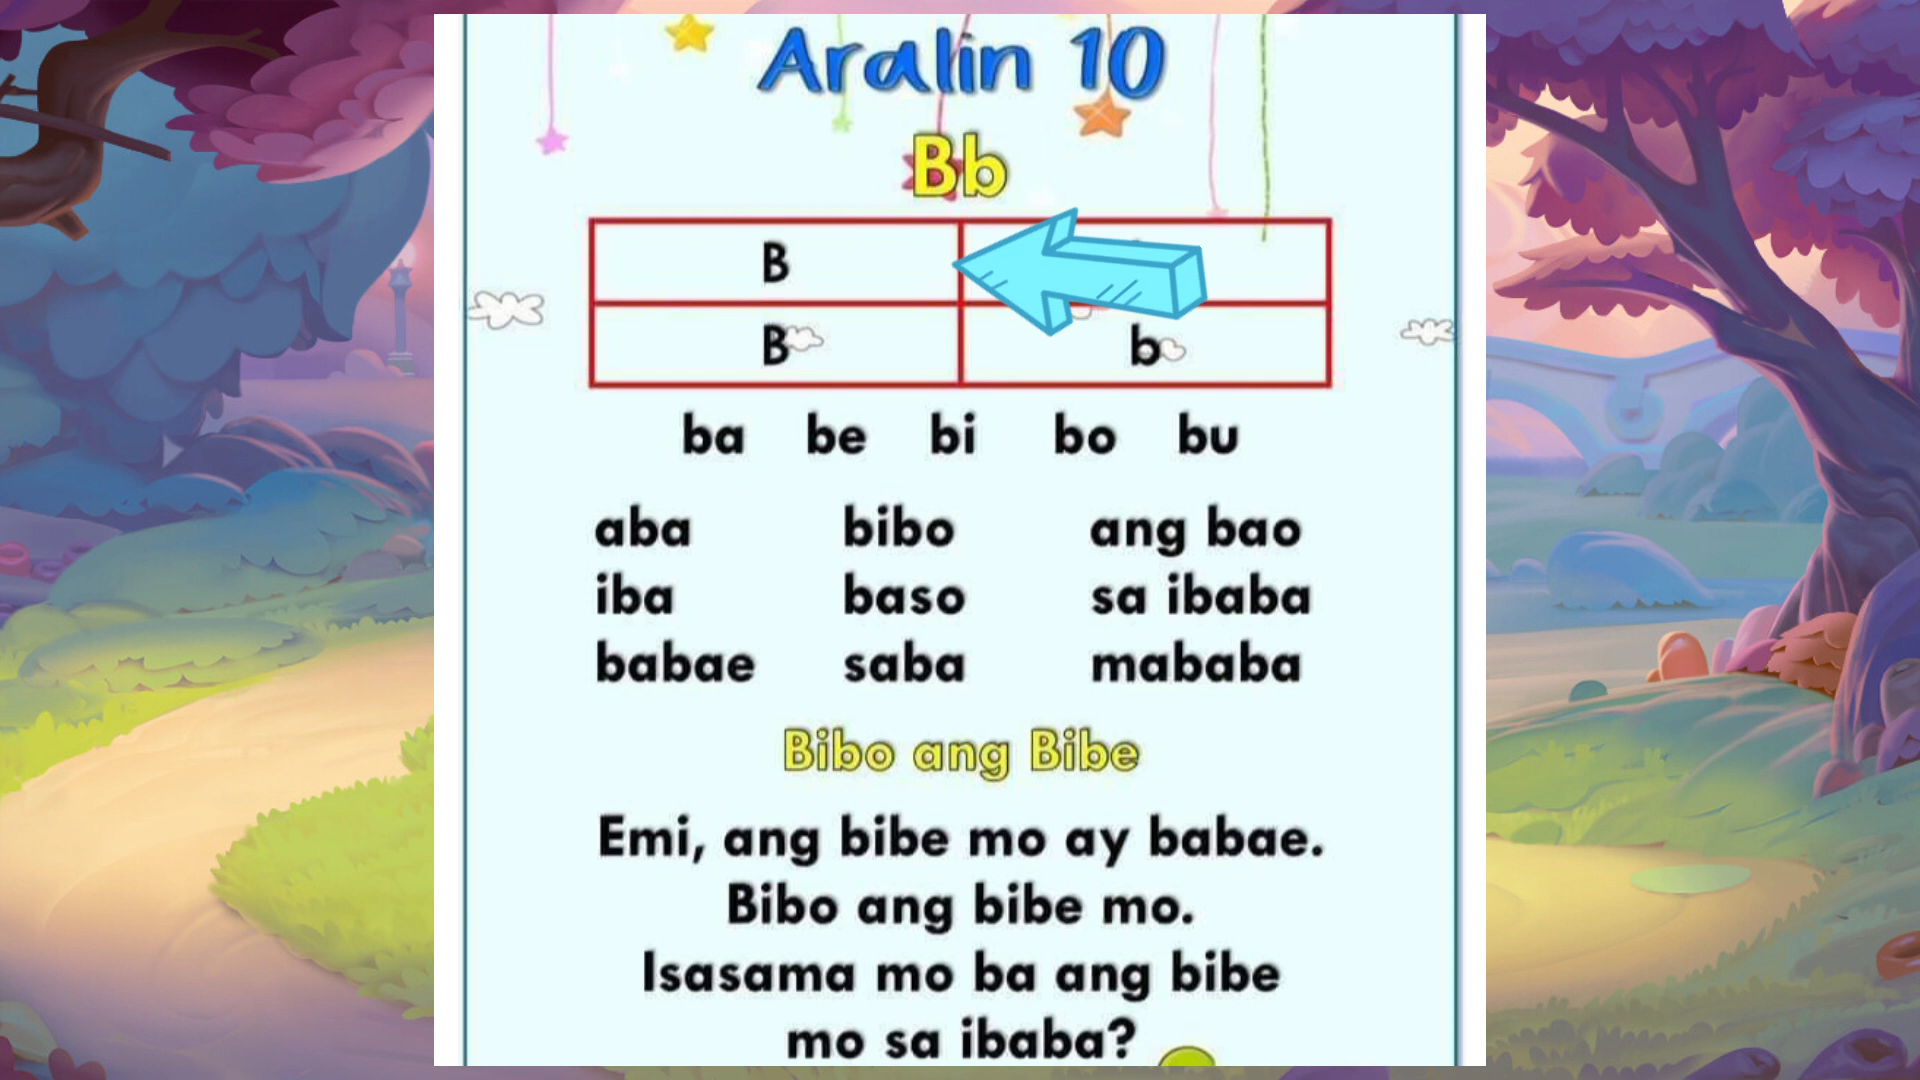 Aralin 10
Bb
B
B b
ba be bi bo bu
aba bibo ang bao
iba baso sa ibaba
babae saba mababa
Bibo ang Bibe
Emi, ang bibe mo ay babae.
Bibo ang bibe mo.
Isasama mo ba ang bibe
mo sa ibaba?